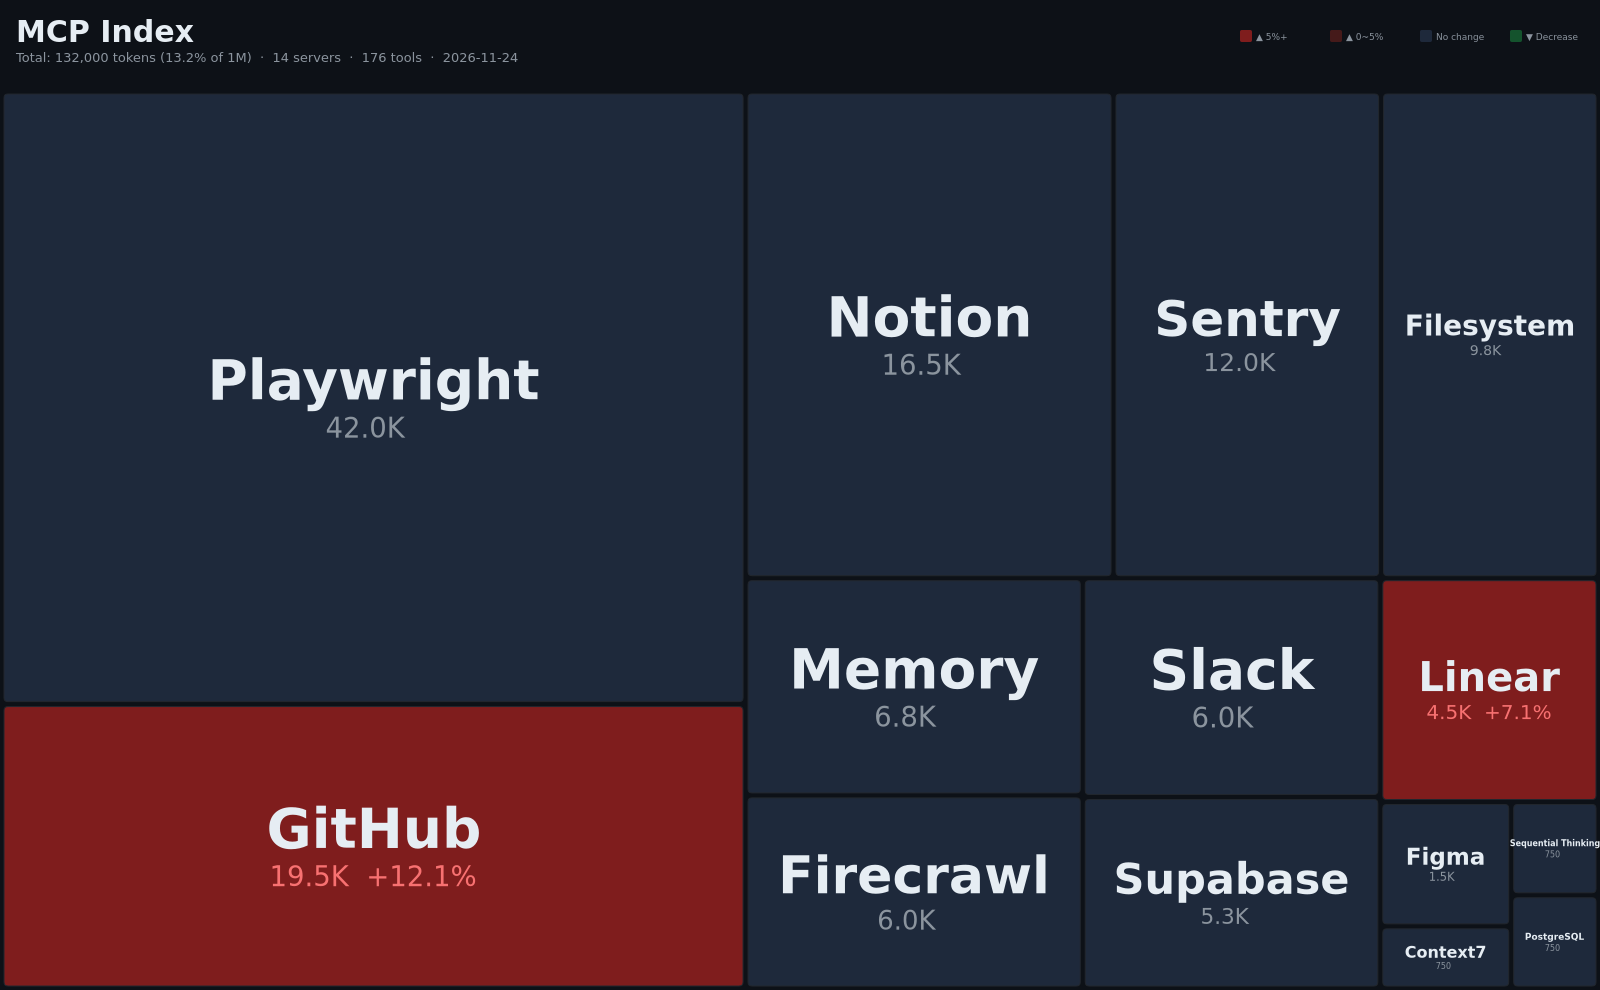 MCP Index
Total: 132,000 tokens (13.2% of 1M) · 14 servers · 176 tools · 2026-11-24
▲ 5%+
▲ 0~5%
No change
▼ Decrease
Playwright
42.0K
Notion
16.5K
Sentry
12.0K
Filesystem
9.8K
GitHub
19.5K +12.1%
Memory
6.8K
Slack
6.0K
Linear
4.5K +7.1%
Firecrawl
6.0K
Supabase
5.3K
Figma
1.5K
Sequential Thinking
750
Context7
750
PostgreSQL
750